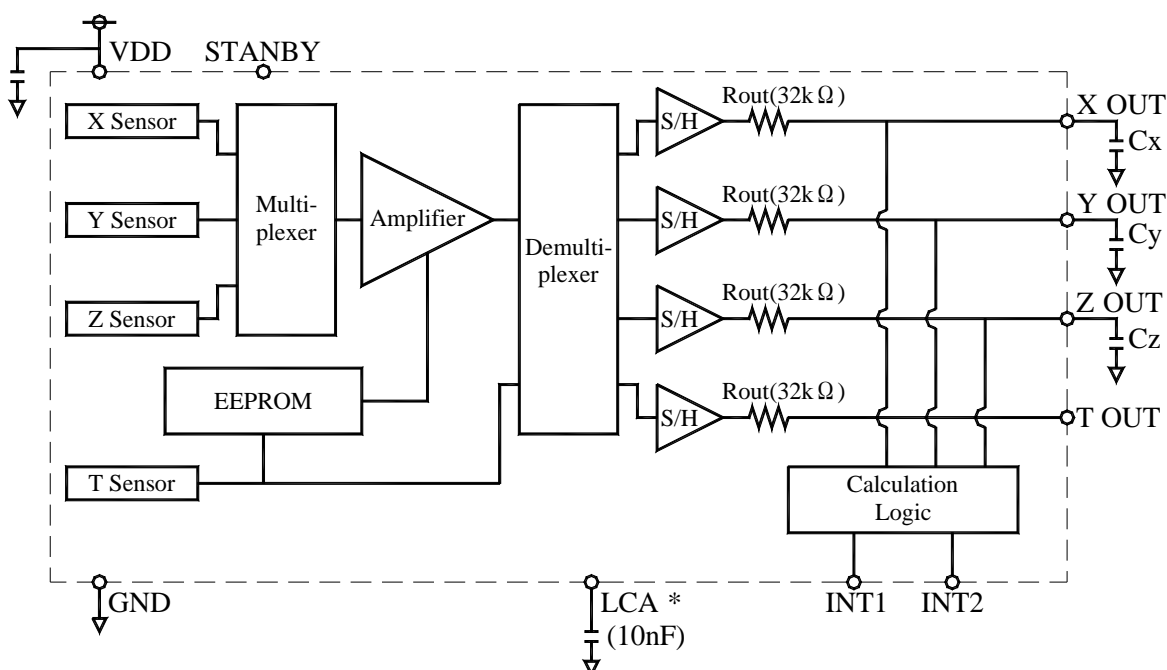 VDD
STANBY
X Sensor
Y Sensor
Z Sensor
Multi-
plexer
Amplifier
EEPROM
T Sensor
Demulti-
plexer
S/H
Rout(32kΩ)
X OUT
Cx
S/H
Rout(32kΩ)
Y OUT
Cy
S/H
Rout(32kΩ)
Z OUT
Cz
S/H
Rout(32kΩ)
T OUT
Calculation
Logic
GND
LCA *
(10nF)
INT1
INT2